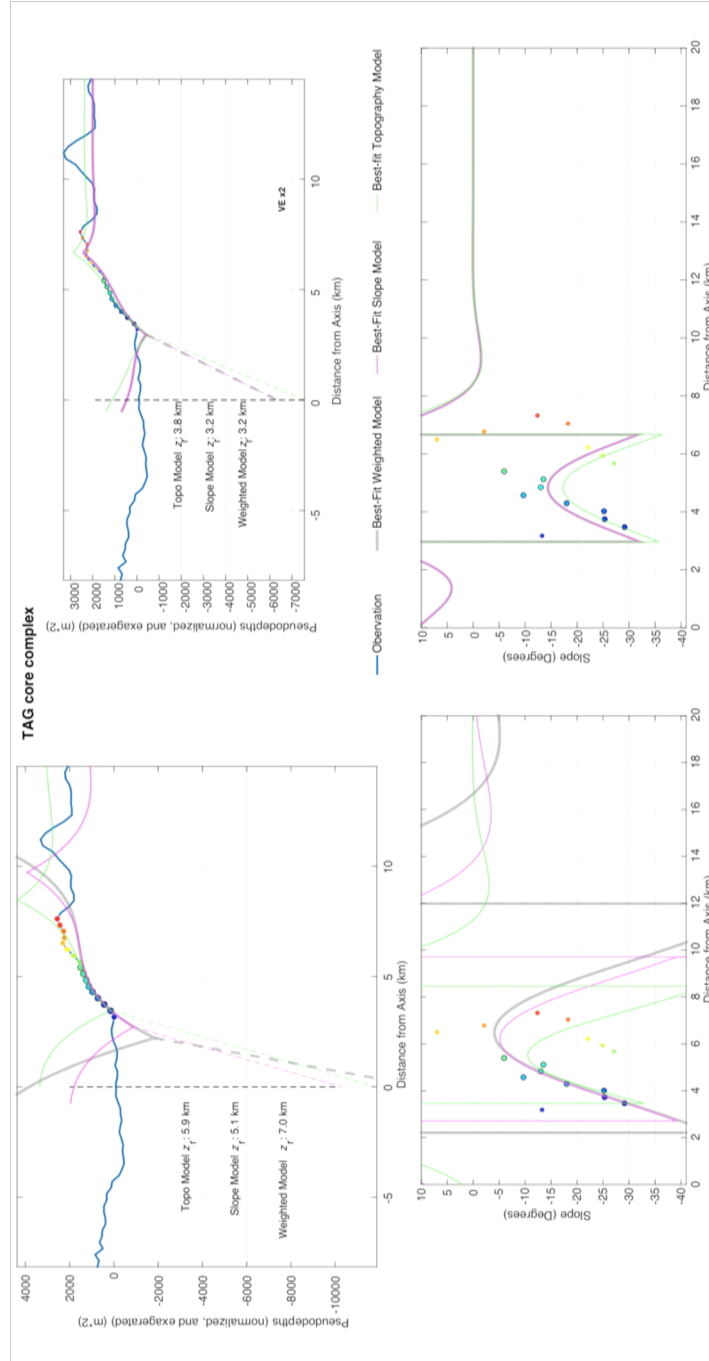 TAG core complex
Pseudodepths (normalized, and exagerated) (m*2)
4000
2000
0
-2000
-4000
-6000
-8000
-10000
Topo Model zr: 5.9 km
Slope Model zr: 5.1 km
Weighted Model zr: 7.0 km
-5
0
5
10
Distance from Axis (km)
Pseudodepths (normalized, and exagerated) (m*2)
3000
2000
1000
0
-1000
-2000
-3000
-4000
-5000
-6000
-7000
Topo Model zr: 3.8 km
Slope Model zr: 3.2 km
Weighted Model zr: 3.2 km
VE x2
-5
0
5
10
Distance from Axis (km)
Obervation
Best-Fit Weighted Model
Best-Fit Slope Model
Best-fit Topography Model
Slope (Degrees)
10
5
0
-5
-10
-15
-20
-25
-30
-35
-40
0 2 4 6 8 10 12 14 16 18 20
Distance from Axis (km)
Slope (Degrees)
10
5
0
-5
-10
-15
-20
-25
-30
-35
-40
0 2 4 6 8 10 12 14 16 18 20
Distance from Axis (km)